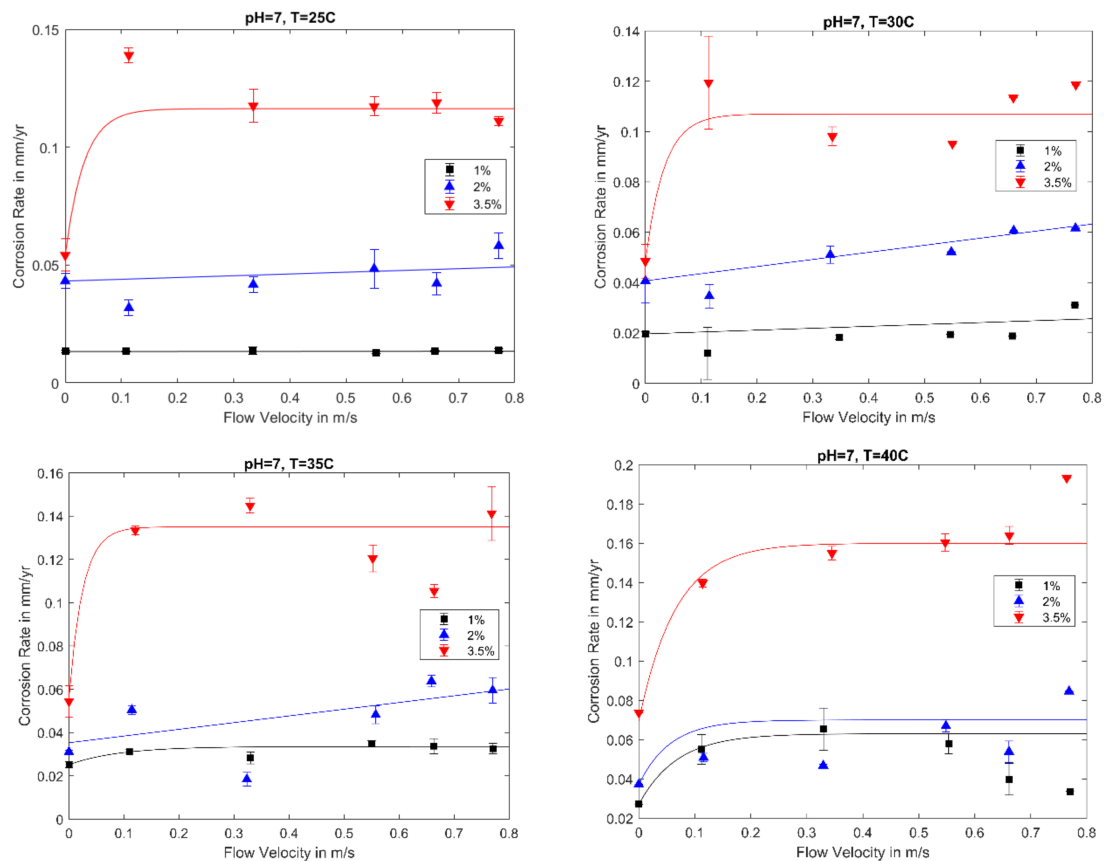 pH=7, T=25C
0.15
0.1
0.05
0
Corrosion Rate in mm/yr
1%
2%
3.5%
0 0.1 0.2 0.3 0.4 0.5 0.6 0.7 0.8
Flow Velocity in m/s
pH=7, T=30C
0.14
0.12
0.1
0.08
0.06
0.04
0.02
0
Corrosion Rate in mm/yr
1%
2%
3.5%
0 0.1 0.2 0.3 0.4 0.5 0.6 0.7 0.8
Flow Velocity in m/s
pH=7, T=35C
0.16
0.14
0.12
0.1
0.08
0.06
0.04
0.02
0
Corrosion Rate in mm/yr
1%
2%
3.5%
0 0.1 0.2 0.3 0.4 0.5 0.6 0.7 0.8
Flow Velocity in m/s
pH=7, T=40C
0.2
0.18
0.16
0.14
0.12
0.1
0.08
0.06
0.04
0.02
Corrosion Rate in mm/yr
1%
2%
3.5%
0 0.1 0.2 0.3 0.4 0.5 0.6 0.7 0.8
Flow Velocity in m/s